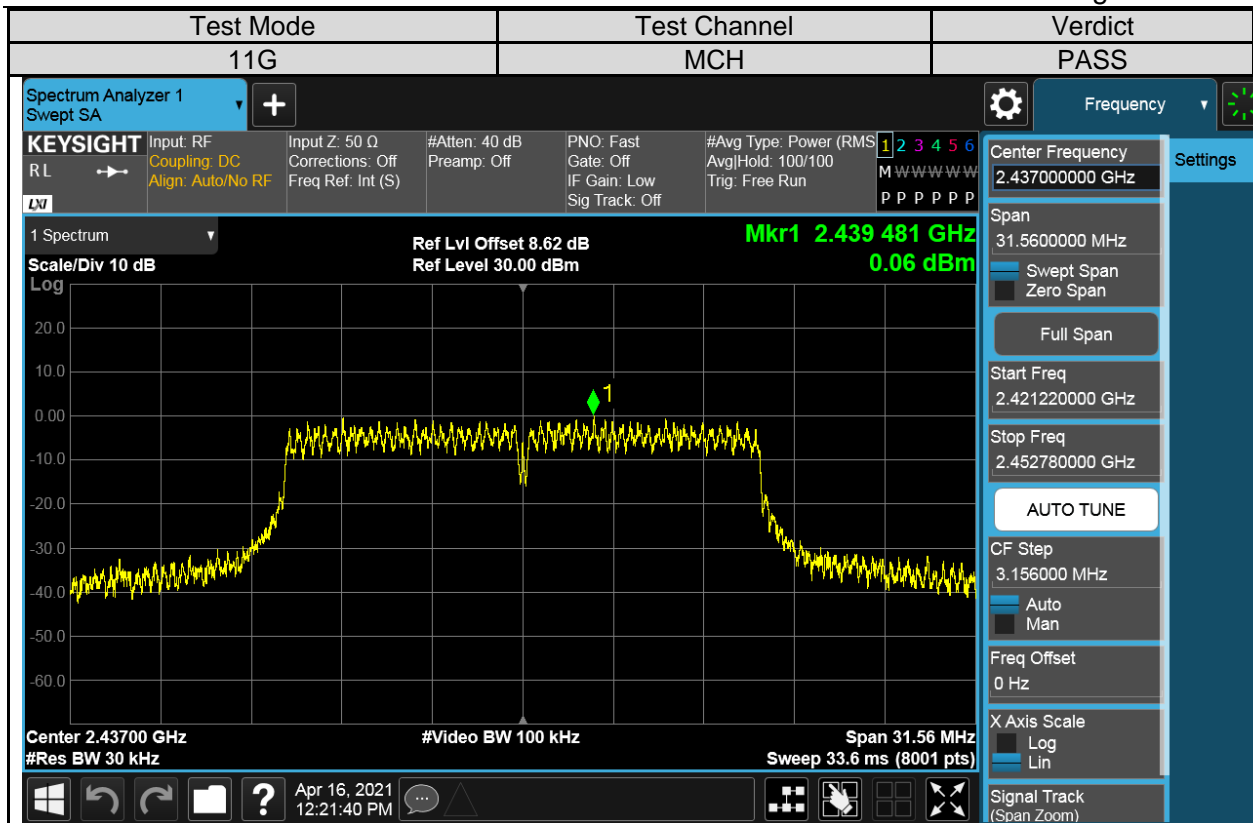 Test Mode Test Channel Verdict
11G MCH PASS
Spectrum Analyzer 1
Swept SA
+
Frequency
KEYSIGHT
RL
LXI
Input: RF
Coupling: DC
Align: Auto/No RF
Input Z: 50 Ω
Corrections: Off
Freq Ref: Int (S)
#Atten: 40 dB
Preamp: Off
PNO: Fast
Gate: Off
IF Gain: Low
Sig Track: Off
#Avg Type: Power (RMS
Avg|Hold: 100/100
Trig: Free Run
1 2 3 4 5 6
M W W W W W
P P P P P P
1 Spectrum
Scale/Div 10 dB
Log
Ref Lvl Offset 8.62 dB
Ref Level 30.00 dBm
Mkr1 2.439 481 GHz
0.06 dBm
20.0
10.0
0.00
-10.0
-20.0
-30.0
-40.0
-50.0
-60.0
1
Center 2.43700 GHz
#Res BW 30 kHz
#Video BW 100 kHz
Span 31.56 MHz
Sweep 33.6 ms (8001 pts)
Center Frequency
2.437000000 GHz
Span
31.5600000 MHz
Swept Span
Zero Span
Full Span
Start Freq
2.421220000 GHz
Stop Freq
2.452780000 GHz
AUTO TUNE
CF Step
3.156000 MHz
Auto
Man
Freq Offset
0 Hz
X Axis Scale
Log
Lin
Signal Track
(Span Zoom)
Settings
?
Apr 16, 2021
12:21:40 PM